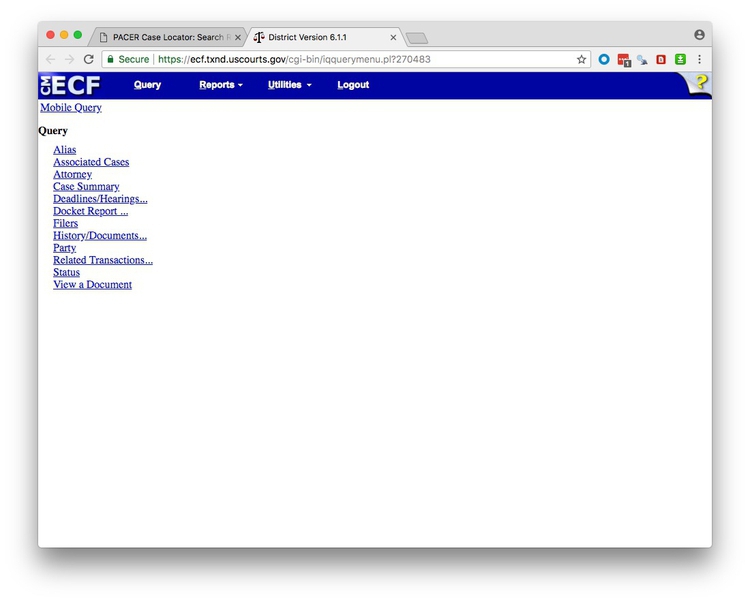 PACER Case Locator: Search R
District Version 6.1.1
Secure https://ecf.txnd.uscourts.gov/cgi-bin/iqquerymenu.pl?270483
CM ECF Query Reports Utilities Logout ?
Mobile Query
Query
Alias
Associated Cases
Attorney
Case Summary
Deadlines/Hearings...
Docket Report ...
Filers
History/Documents...
Party
Related Transactions...
Status
View a Document